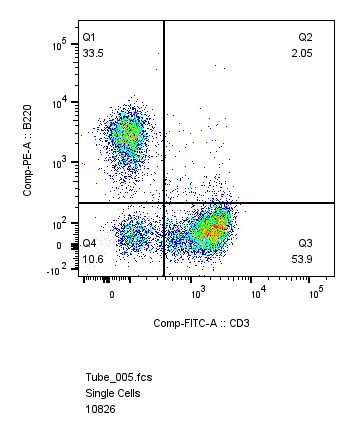 Q1
33.5
Q2
2.05
10^5
10^4
10^3
10^2
0
-10^2
Comp-PE-A :: B220
Q4
10.6
Q3
53.9
0
10^3
10^4
10^5
Comp-FITC-A :: CD3
Tube_005.fcs
Single Cells
10826